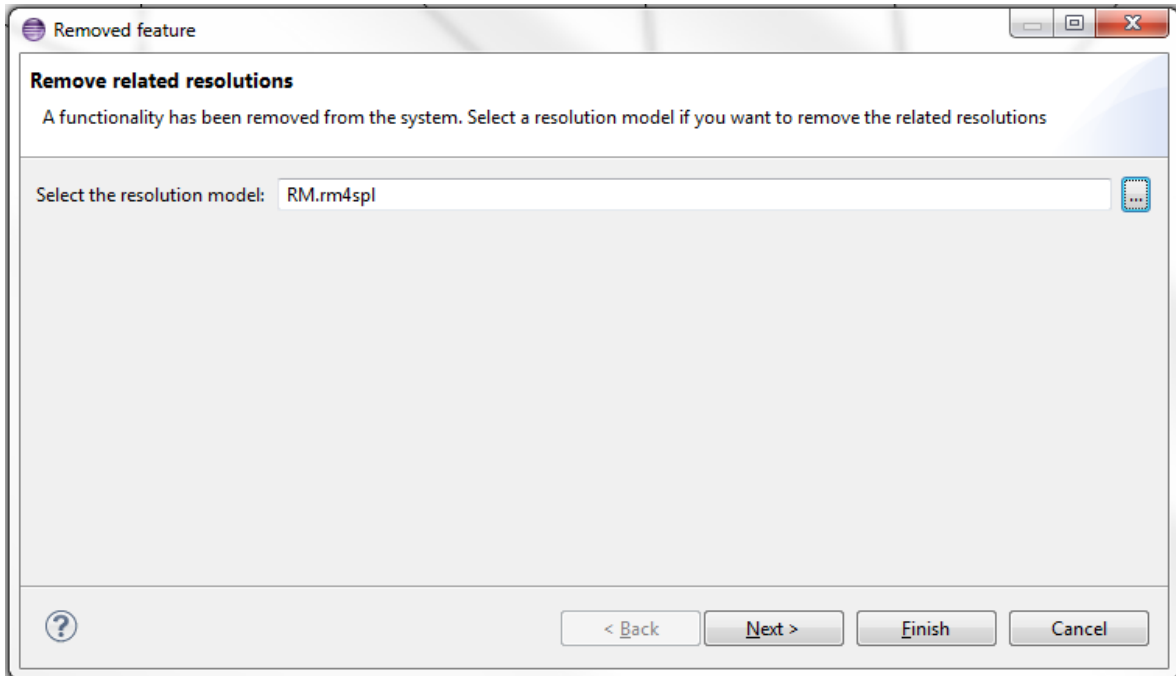 Removed feature
Remove related resolutions
A functionality has been removed from the system. Select a resolution model if you want to remove the related resolutions
Select the resolution model: RM.rm4spl ...
? < Back Next > Finish Cancel